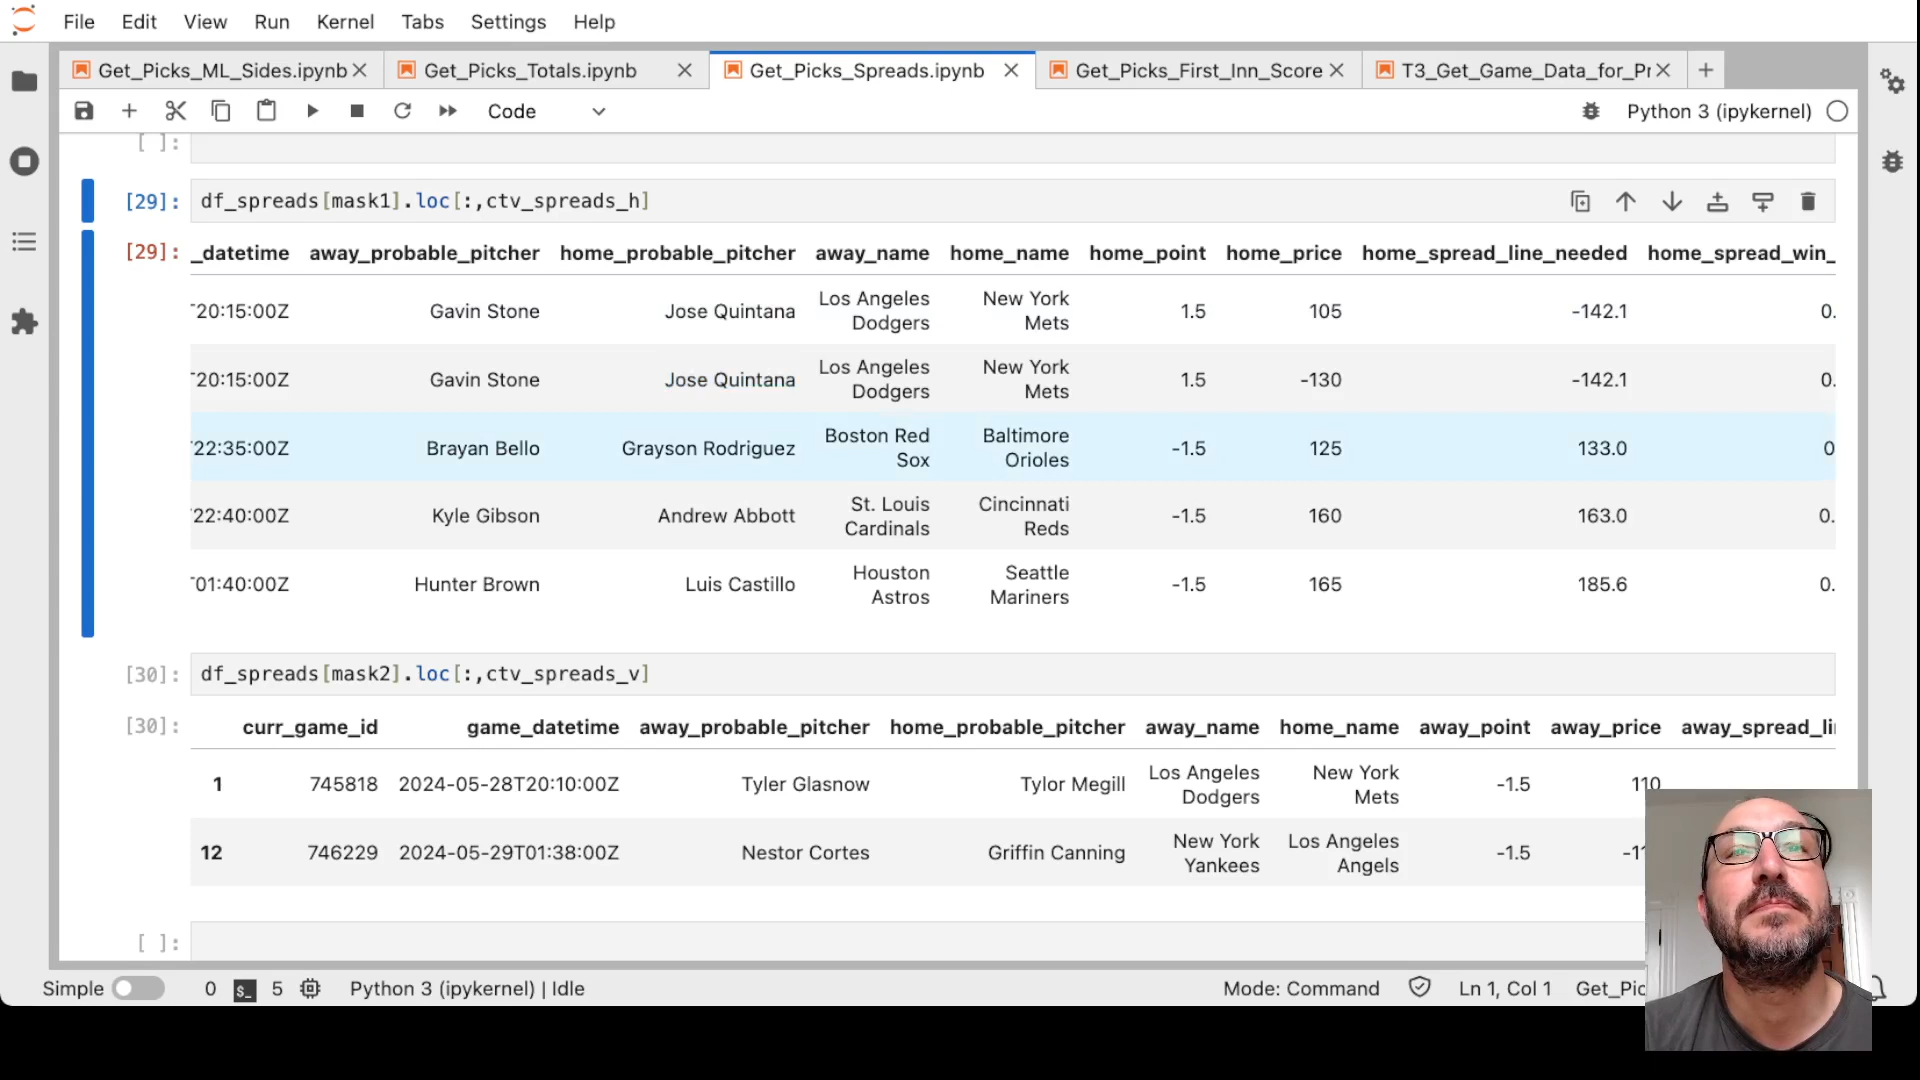 File Edit View Run Kernel Tabs Settings Help
Get_Picks_ML_Sides.ipynb Get_Picks_Totals.ipynb Get_Picks_Spreads.ipynb Get_Picks_First_Inn_Score T3_Get_Game_Data_for_Pr
Code Python 3 (ipykernel)
[ ]:
[29]: df_spreads[mask1].loc[:,ctv_spreads_h]
[29]: _datetime away_probable_pitcher home_probable_pitcher away_name home_name home_point home_price home_spread_line_needed home_spread_win_
T20:15:00Z Gavin Stone Jose Quintana Los Angeles Dodgers New York Mets 1.5 105 -142.1 0.
T20:15:00Z Gavin Stone Jose Quintana Los Angeles Dodgers New York Mets 1.5 -130 -142.1 0.
22:35:00Z Brayan Bello Grayson Rodriguez Boston Red Sox Baltimore Orioles -1.5 125 133.0 0
22:40:00Z Kyle Gibson Andrew Abbott St. Louis Cardinals Cincinnati Reds -1.5 160 163.0 0.
T01:40:00Z Hunter Brown Luis Castillo Houston Astros Seattle Mariners -1.5 165 185.6 0.
[30]: df_spreads[mask2].loc[:,ctv_spreads_v]
[30]: curr_game_id game_datetime away_probable_pitcher home_probable_pitcher away_name home_name away_point away_price away_spread_li
1 745818 2024-05-28T20:10:00Z Tyler Glasnow Tylor Megill Los Angeles Dodgers New York Mets -1.5 110
12 746229 2024-05-29T01:38:00Z Nestor Cortes Griffin Canning New York Yankees Los Angeles Angels -1.5 -11
[ ]:
Simple 0 $_ 5 Python 3 (ipykernel) | Idle Mode: Command Ln 1, Col 1 Get_Pic